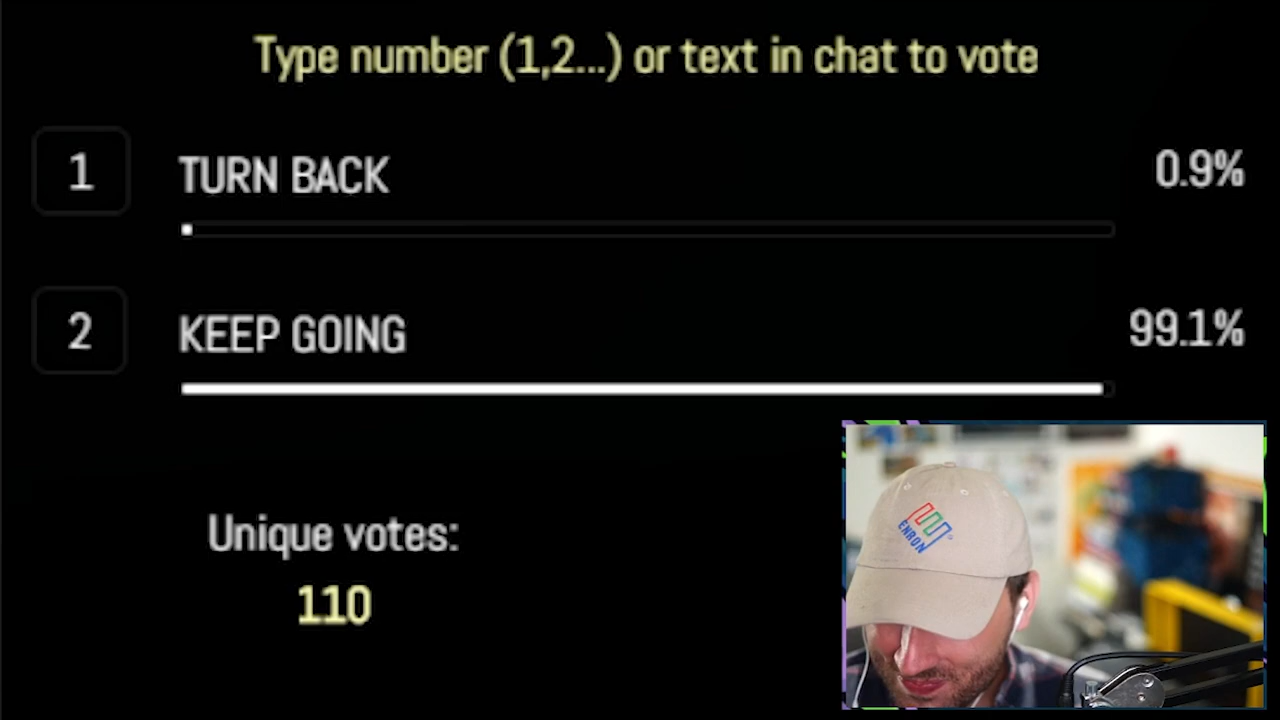 Type number (1,2...) or text in chat to vote
1 TURN BACK 0.9%
2 KEEP GOING 99.1%
Unique votes:
110
ENRON